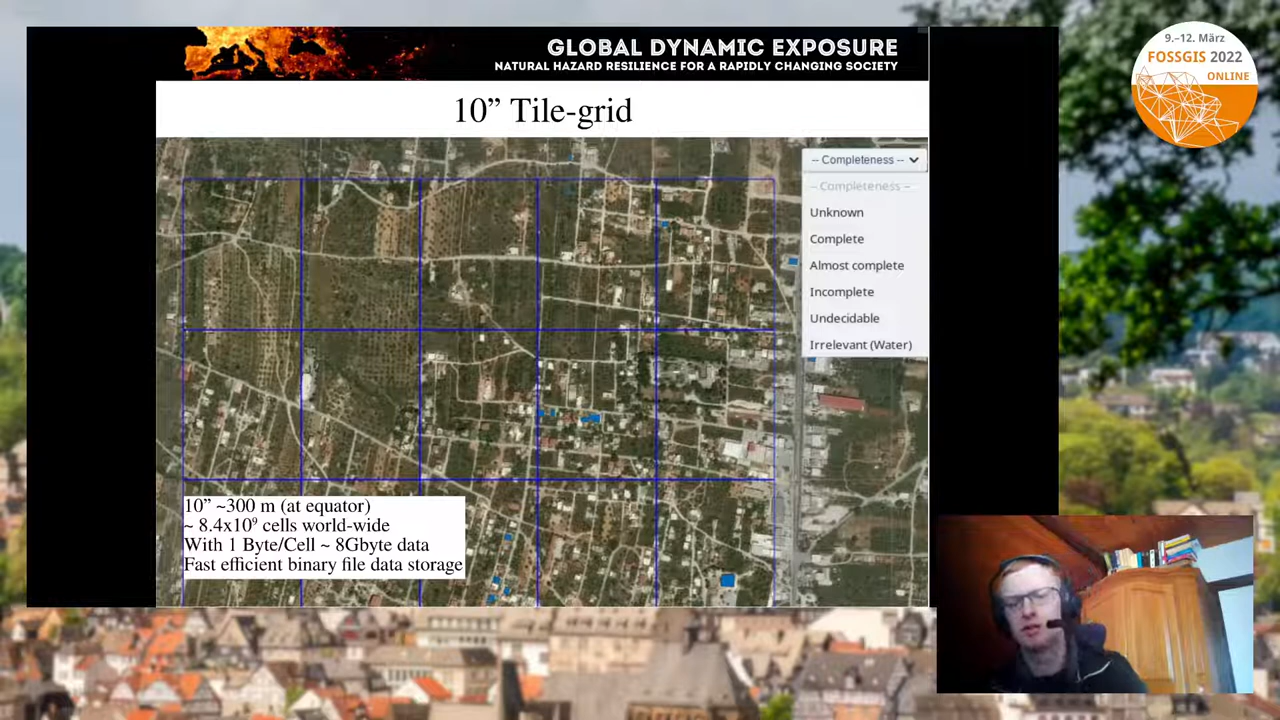 GLOBAL DYNAMIC EXPOSURE
NATURAL HAZARD RESILIENCE FOR A RAPIDLY CHANGING SOCIETY
9.–12. März
FOSSGIS 2022
ONLINE
10” Tile-grid
-- Completeness --
-- Completeness --
Unknown
Complete
Almost complete
Incomplete
Undecidable
Irrelevant (Water)
10” ~300 m (at equator)
~ 8.4x10⁹ cells world-wide
With 1 Byte/Cell ~ 8Gbyte data
Fast efficient binary file data storage